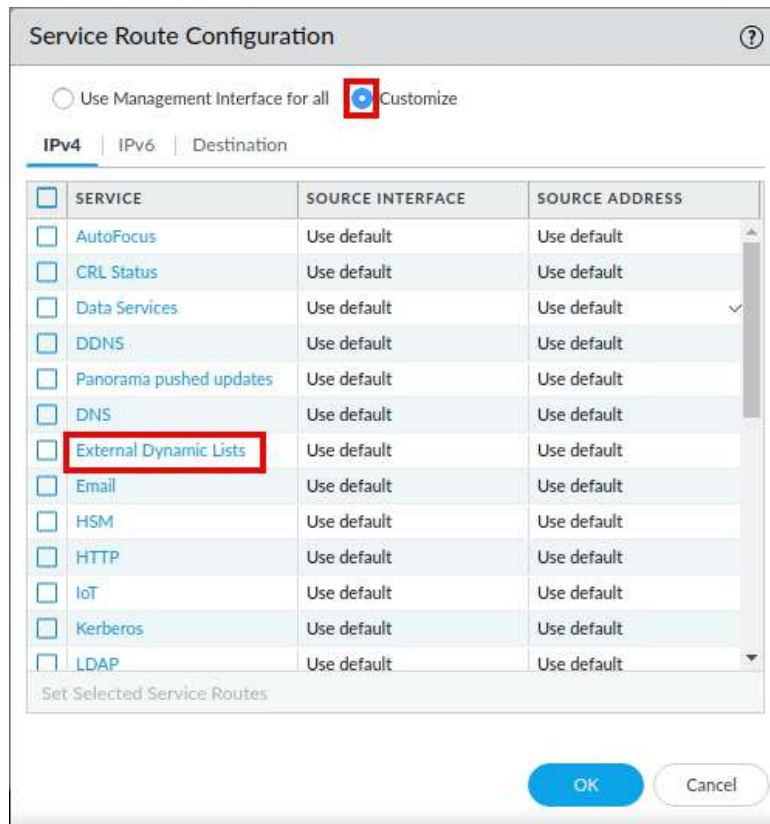 Service Route Configuration ?
Use Management Interface for all Customize
IPv4 IPv6 Destination
SERVICE SOURCE INTERFACE SOURCE ADDRESS
AutoFocus Use default Use default
CRL Status Use default Use default
Data Services Use default Use default
DDNS Use default Use default
Panorama pushed updates Use default Use default
DNS Use default Use default
External Dynamic Lists Use default Use default
Email Use default Use default
HSM Use default Use default
HTTP Use default Use default
IoT Use default Use default
Kerberos Use default Use default
LDAP Use default Use default
Set Selected Service Routes
OK Cancel